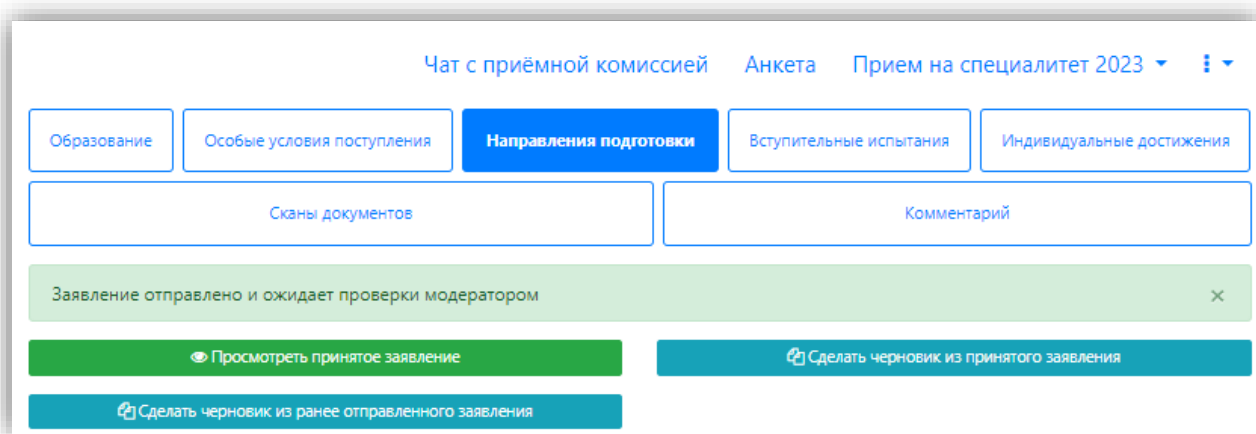 Чат с приёмной комиссией Анкета Прием на специалитет 2023
Образование Особые условия поступления Направления подготовки Вступительные испытания Индивидуальные достижения
Сканы документов Комментарий
Заявление отправлено и ожидает проверки модератором ×
Просмотреть принятое заявление Сделать черновик из принятого заявления
Сделать черновик из ранее отправленного заявления